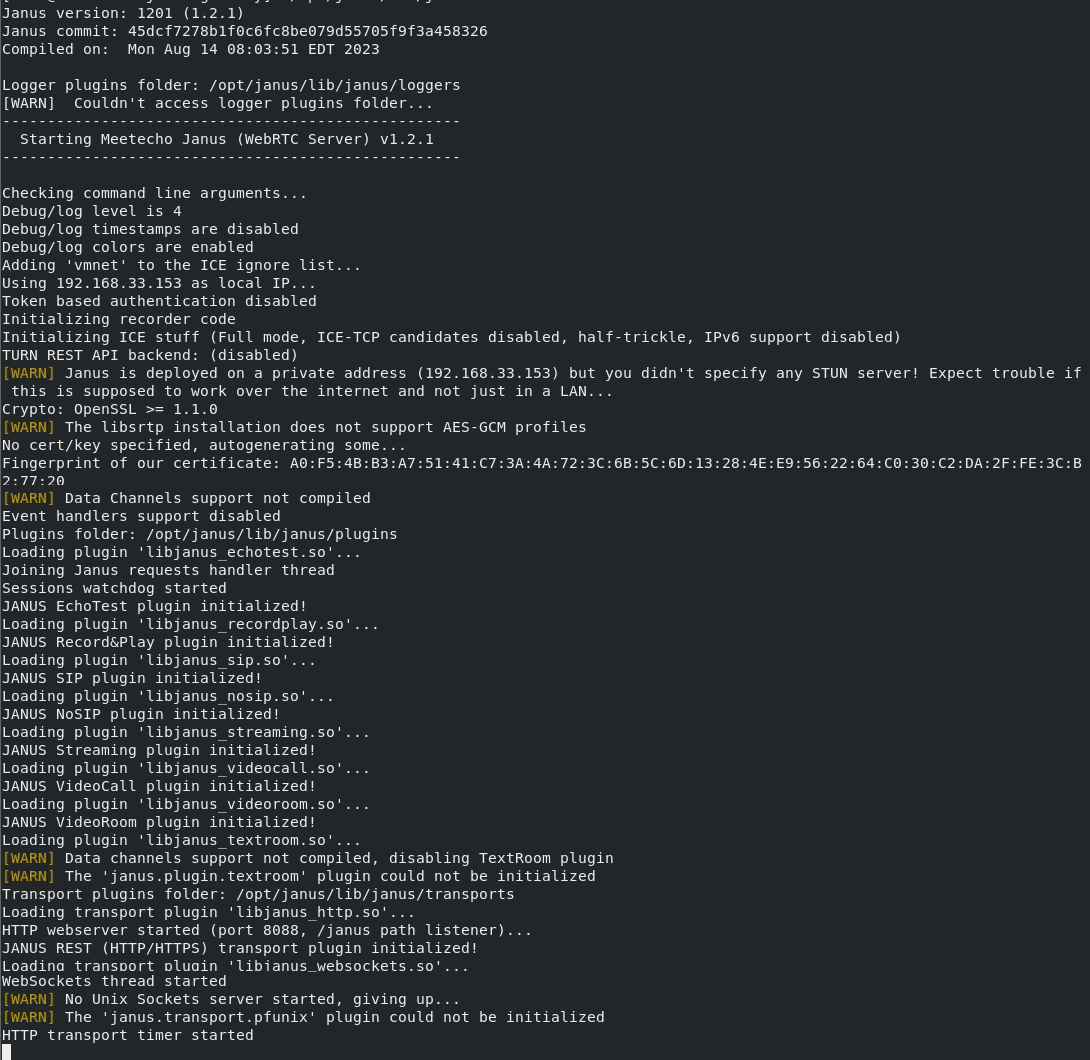 Janus version: 1201 (1.2.1)
Janus commit: 45dcf7278b1f0c6fc8be079d55705f9f3a458326
Compiled on:  Mon Aug 14 08:03:51 EDT 2023
Logger plugins folder: /opt/janus/lib/janus/loggers
[WARN]  Couldn't access logger plugins folder...
---------------------------------------------------
  Starting Meetecho Janus (WebRTC Server) v1.2.1
---------------------------------------------------
Checking command line arguments...
Debug/log level is 4
Debug/log timestamps are disabled
Debug/log colors are enabled
Adding 'vmnet' to the ICE ignore list...
Using 192.168.33.153 as local IP...
Token based authentication disabled
Initializing recorder code
Initializing ICE stuff (Full mode, ICE-TCP candidates disabled, half-trickle, IPv6 support disabled)
TURN REST API backend: (disabled)
[WARN] Janus is deployed on a private address (192.168.33.153) but you didn't specify any STUN server! Expect trouble if
 this is supposed to work over the internet and not just in a LAN...
Crypto: OpenSSL >= 1.1.0
[WARN] The libsrtp installation does not support AES-GCM profiles
No cert/key specified, autogenerating some...
Fingerprint of our certificate: A0:F5:4B:B3:A7:51:41:C7:3A:4A:72:3C:6B:5C:6D:13:28:4E:E9:56:22:64:C0:30:C2:DA:2F:FE:3C:B
2:77:20
[WARN] Data Channels support not compiled
Event handlers support disabled
Plugins folder: /opt/janus/lib/janus/plugins
Loading plugin 'libjanus_echotest.so'...
Joining Janus requests handler thread
Sessions watchdog started
JANUS EchoTest plugin initialized!
Loading plugin 'libjanus_recordplay.so'...
JANUS Record&Play plugin initialized!
Loading plugin 'libjanus_sip.so'...
JANUS SIP plugin initialized!
Loading plugin 'libjanus_nosip.so'...
JANUS NoSIP plugin initialized!
Loading plugin 'libjanus_streaming.so'...
JANUS Streaming plugin initialized!
Loading plugin 'libjanus_videocall.so'...
JANUS VideoCall plugin initialized!
Loading plugin 'libjanus_videoroom.so'...
JANUS VideoRoom plugin initialized!
Loading plugin 'libjanus_textroom.so'...
[WARN] Data channels support not compiled, disabling TextRoom plugin
[WARN] The 'janus.plugin.textroom' plugin could not be initialized
Transport plugins folder: /opt/janus/lib/janus/transports
Loading transport plugin 'libjanus_http.so'...
HTTP webserver started (port 8088, /janus path listener)...
JANUS REST (HTTP/HTTPS) transport plugin initialized!
Loading transport plugin 'libjanus_websockets.so'...
WebSockets thread started
[WARN] No Unix Sockets server started, giving up...
[WARN] The 'janus.transport.pfunix' plugin could not be initialized
HTTP transport timer started